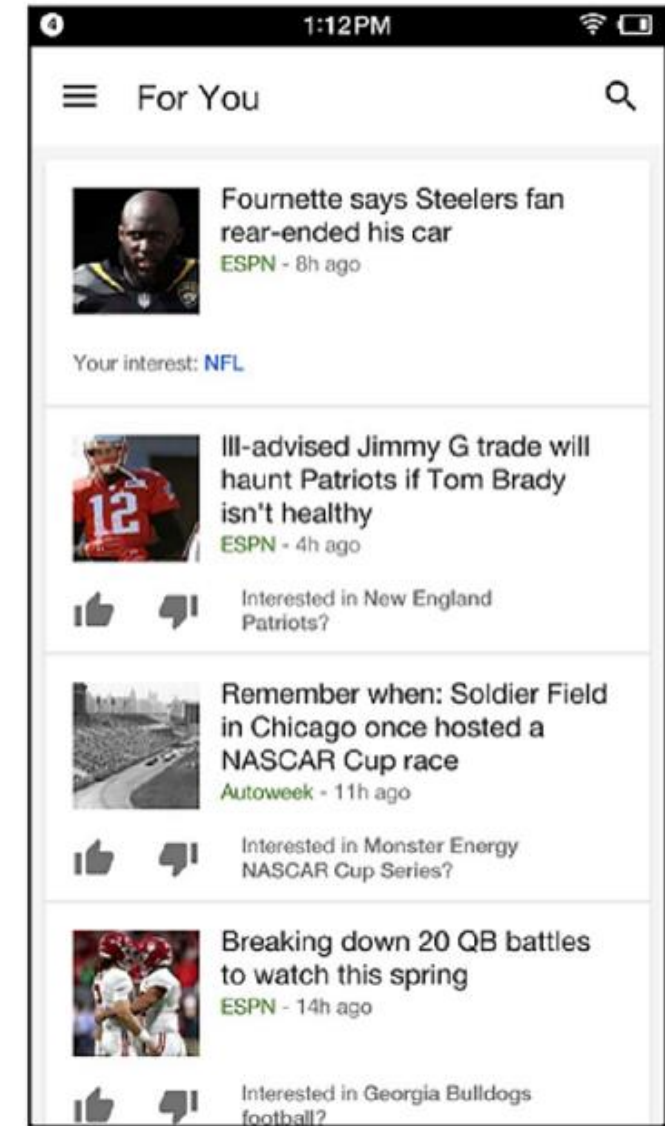 4
1:12PM
For You
Fournette says Steelers fan
rear-ended his car
ESPN - 8h ago
Your interest: NFL
Ill-advised Jimmy G trade will
haunt Patriots if Tom Brady
isn't healthy
ESPN - 4h ago
12
Interested in New England
Patriots?
Remember when: Soldier Field
in Chicago once hosted a
NASCAR Cup race
Autoweek - 11h ago
Interested in Monster Energy
NASCAR Cup Series?
Breaking down 20 QB battles
to watch this spring
ESPN - 14h ago
Interested in Georgia Bulldogs
football?